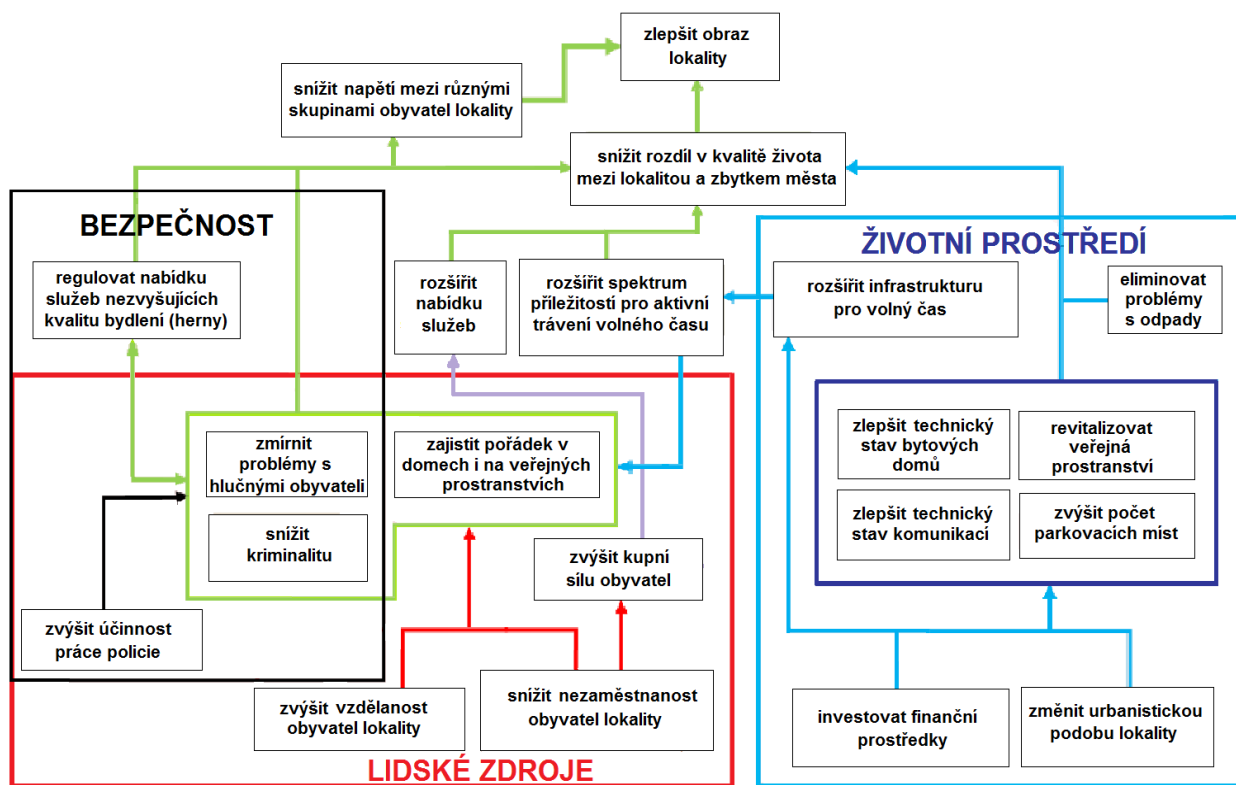 zlepšit obraz
lokality
snížit napětí mezi různými
skupinami obyvatel lokality
snížit rozdíl v kvalitě života
mezi lokalitou a zbytkem města
BEZPEČNOST
ŽIVOTNÍ PROSTŘEDÍ
regulovat nabídku
služeb nezvyšujících
kvalitu bydlení (herny)
rozšířit
nabídku
služeb
rozšířit spektrum
příležitostí pro aktivní
trávení volného času
rozšířit infrastrukturu
pro volný čas
eliminovat
problémy
s odpady
zmírnit
problémy s
hlučnými obyvateli
zajistit pořádek v
domech i na veřejných
prostranstvích
zlepšit technický
stav bytových
domů
revitalizovat
veřejná
prostranství
snížit
kriminalitu
zlepšit technický
stav komunikací
zvýšit počet
parkovacích míst
zvýšit kupní
sílu obyvatel
zvýšit účinnost
práce policie
zvýšit vzdělanost
obyvatel lokality
snížit nezaměstnanost
obyvatel lokality
investovat finanční
prostředky
změnit urbanistickou
podobu lokality
LIDSKÉ ZDROJE